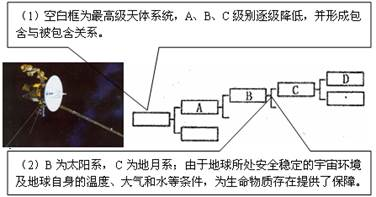 (1)空白框为最高级天体系统，A、B、C级别逐级降低，并形成包
含与被包含关系。
A
B
C
D
(2)B为太阳系，C为地月系；由于地球所处安全稳定的宇宙环境
及地球自身的温度、大气和水等条件，为生命物质存在提供了保障。